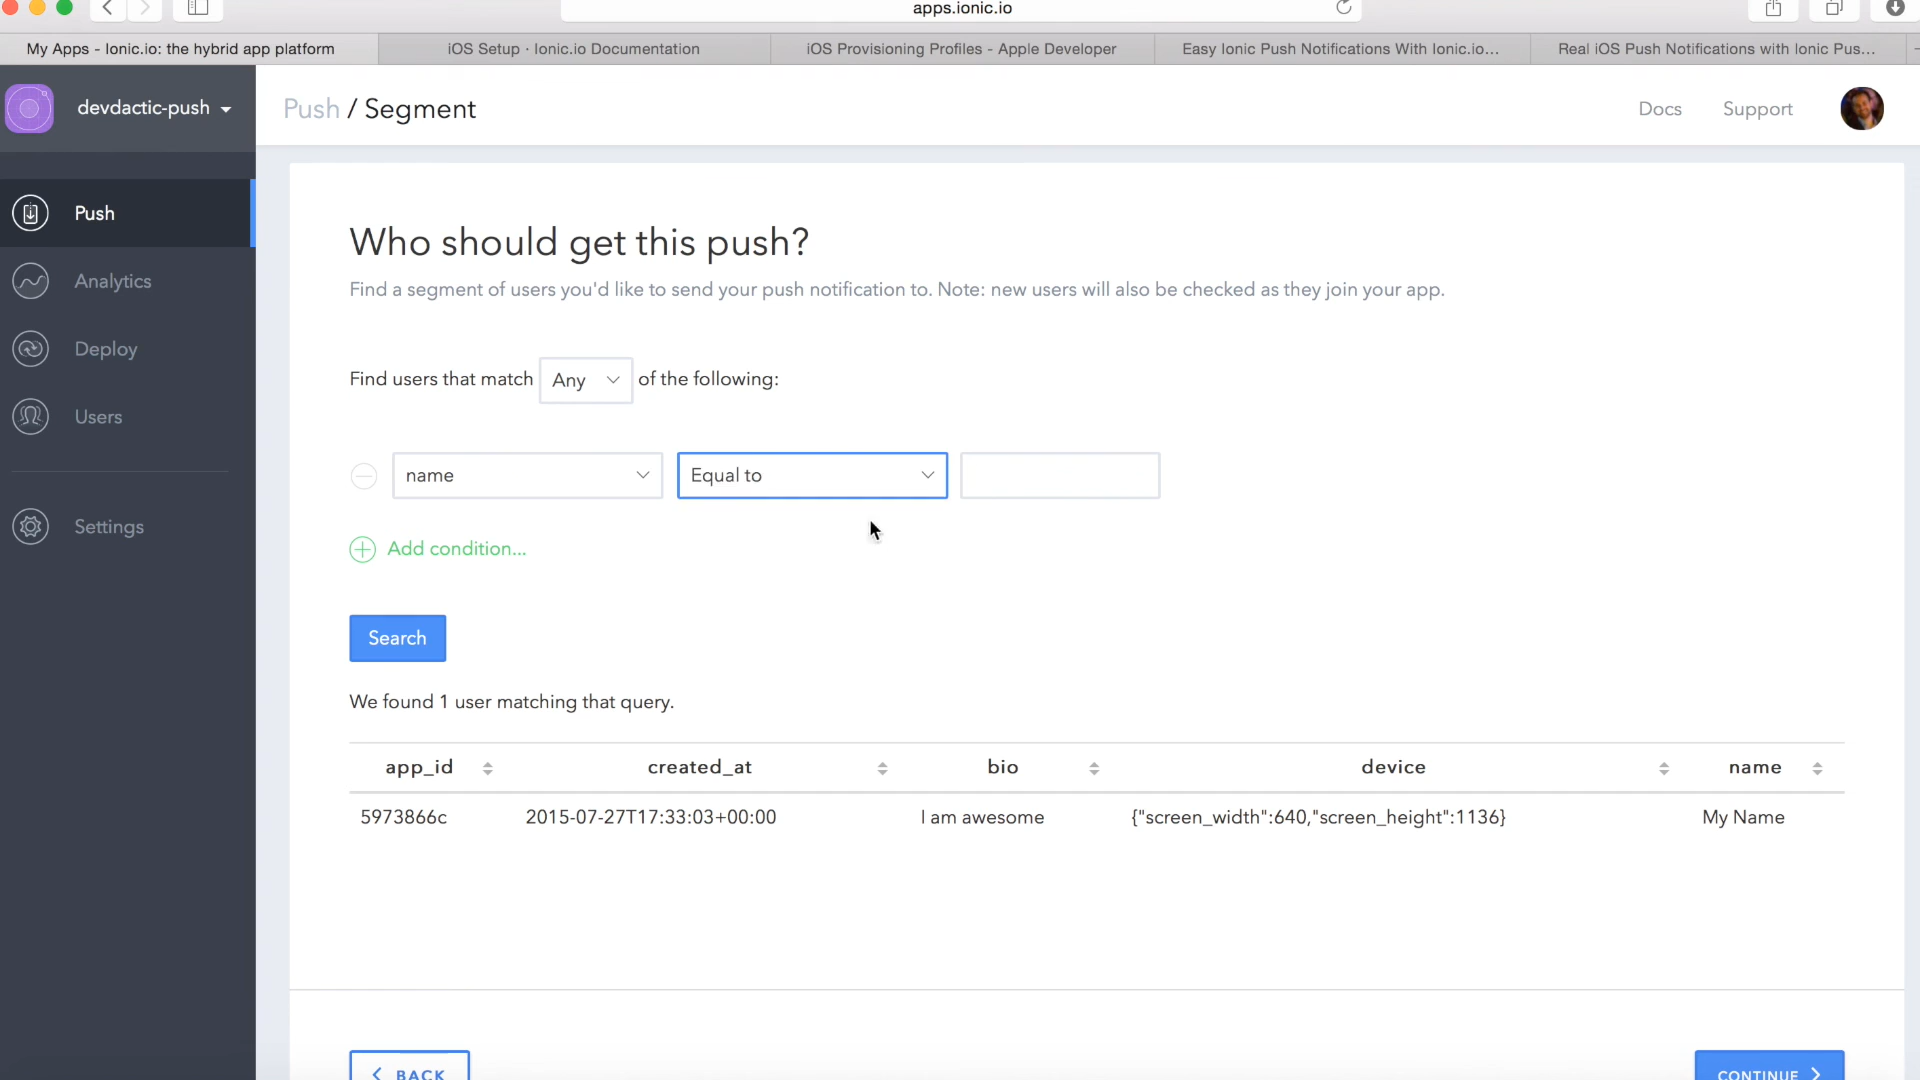 apps.ionic.io
My Apps - Ionic.io: the hybrid app platform
iOS Setup · Ionic.io Documentation
iOS Provisioning Profiles - Apple Developer
Easy Ionic Push Notifications With Ionic.io...
Real iOS Push Notifications with Ionic Pus...
devdactic-push
Push / Segment
Docs
Support
Push
Analytics
Deploy
Users
Settings
Who should get this push?
Find a segment of users you'd like to send your push notification to. Note: new users will also be checked as they join your app.
Find users that match Any of the following:
name
Equal to
Add condition...
Search
We found 1 user matching that query.
app_id created_at bio device name
5973866c 2015-07-27T17:33:03+00:00 I am awesome {"screen_width":640,"screen_height":1136} My Name
BACK
CONTINUE